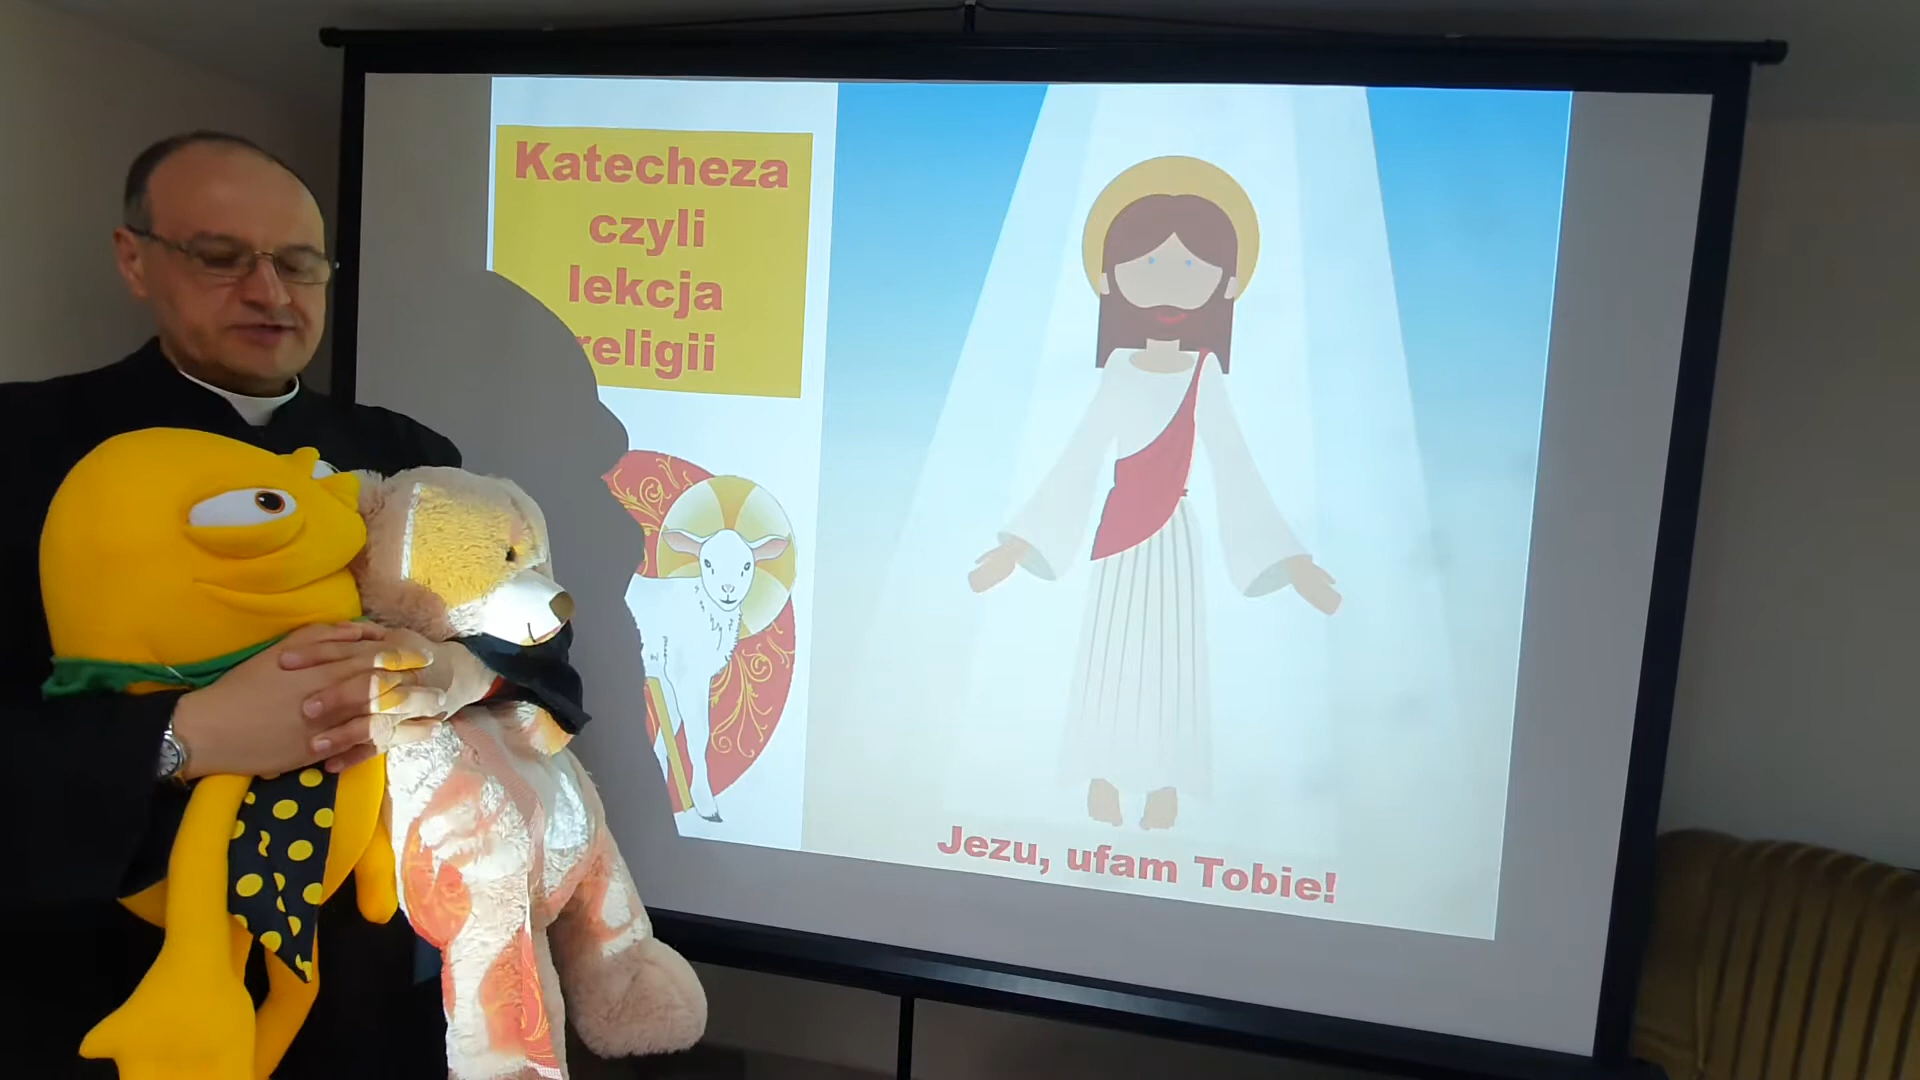 Katecheza
czyli
lekcja
religii
Jezu, ufam Tobie!